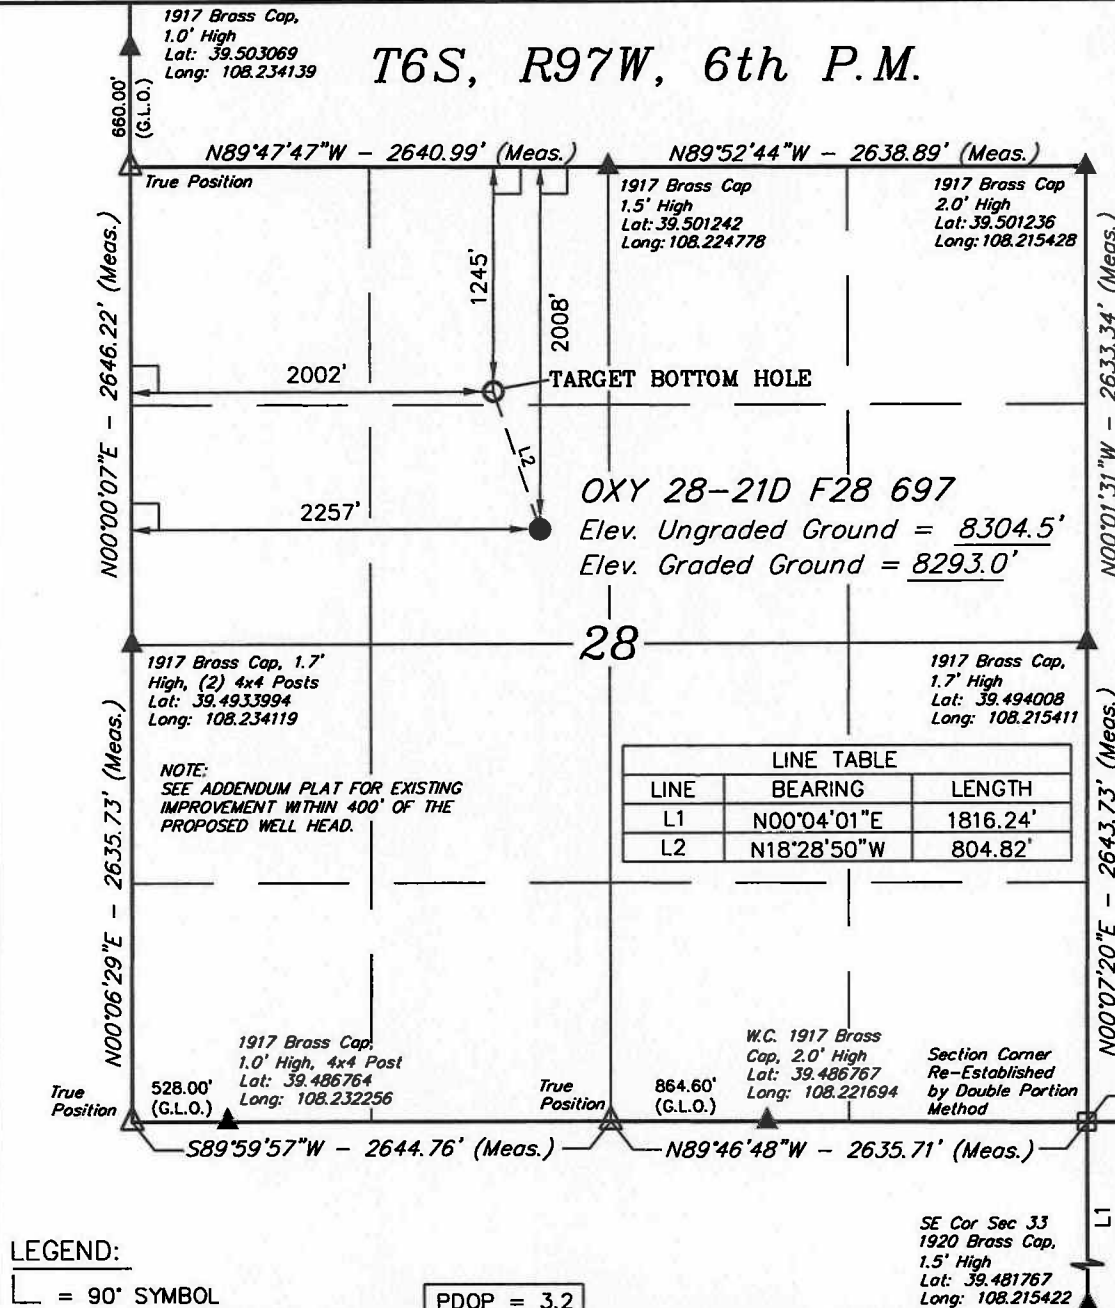 1917 Brass Cap,
1.0' High
Lat: 39.503069
Long: 108.234139
T6S, R97W, 6th P.M.
660.00'
(G.L.O.)
N89°47'47"W - 2640.99' (Meas.)
N89°52'44"W - 2638.89' (Meas.)
True Position
1917 Brass Cap
1.5' High
Lat: 39.501242
Long: 108.224778
1917 Brass Cap
2.0' High
Lat: 39.501236
Long: 108.215428
N00°00'07"E - 2646.22' (Meas.)
N00°01'31"W - 2633.34' (Meas.)
1245'
2008'
2002'
TARGET BOTTOM HOLE
L2
2257'
OXY 28-21D F28 697
Elev. Ungraded Ground = 8304.5'
Elev. Graded Ground = 8293.0'
28
1917 Brass Cap, 1.7'
High, (2) 4x4 Posts
Lat: 39.4933994
Long: 108.234119
1917 Brass Cap,
1.7' High
Lat: 39.494008
Long: 108.215411
NOTE:
SEE ADDENDUM PLAT FOR EXISTING
IMPROVEMENT WITHIN 400' OF THE
PROPOSED WELL HEAD.
LINE TABLE
LINE BEARING LENGTH
L1 N00°04'01"E 1816.24'
L2 N18°28'50"W 804.82'
N00°06'29"E - 2635.73' (Meas.)
N00°07'20"E - 2643.73' (Meas.)
1917 Brass Cap,
1.0' High, 4x4 Post
Lat: 39.486764
Long: 108.232256
W.C. 1917 Brass
Cap, 2.0' High
Lat: 39.486767
Long: 108.221694
Section Corner
Re-Established
by Double Portion
Method
True
Position
528.00'
(G.L.O.)
True
Position
864.60'
(G.L.O.)
S89°59'57"W - 2644.76' (Meas.)
N89°46'48"W - 2635.71' (Meas.)
SE Cor Sec 33
1920 Brass Cap,
1.5' High
Lat: 39.481767
Long: 108.215422
L1
LEGEND:
= 90° SYMBOL
PDOP = 3.2